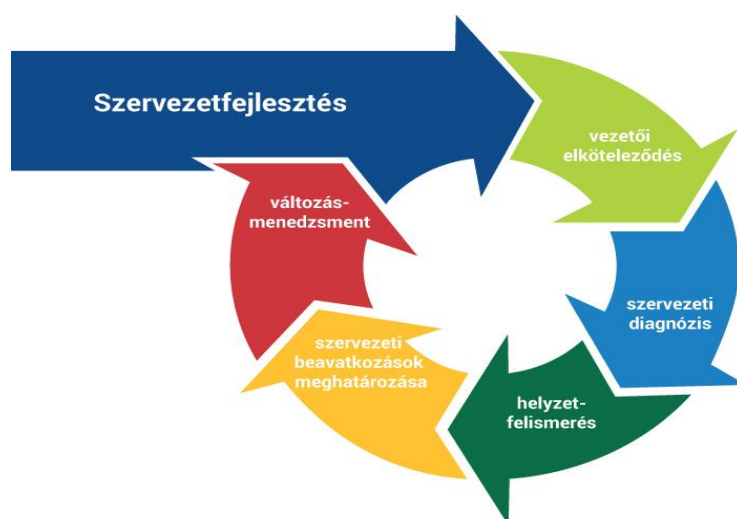 Szervezetfejlesztés
vezetői
elköteleződés
szervezeti
diagnózis
helyzet-
felismerés
szervezeti
beavatkozások
meghatározása
változás-
menedzsment